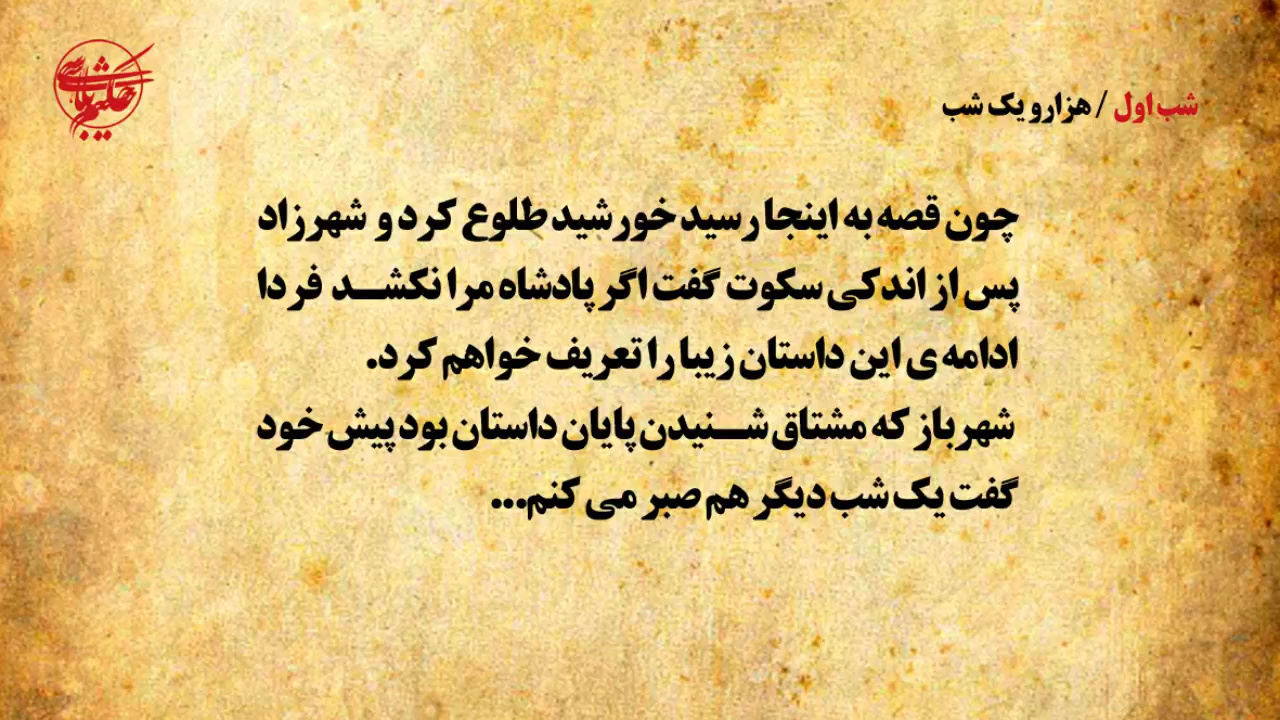 شب اول / هزار و یک شب
حکیم باشی
چون قصه به اینجا رسید خورشید طلوع کرد و شهرزاد
پس از اندکی سکوت گفت اگر پادشاه مرا نکشد فردا
ادامه ی این داستان زیبا را تعریف خواهم کرد.
شهرباز که مشتاق شنیدن پایان داستان بود پیش خود
گفت یک شب دیگر هم صبر می کنم...